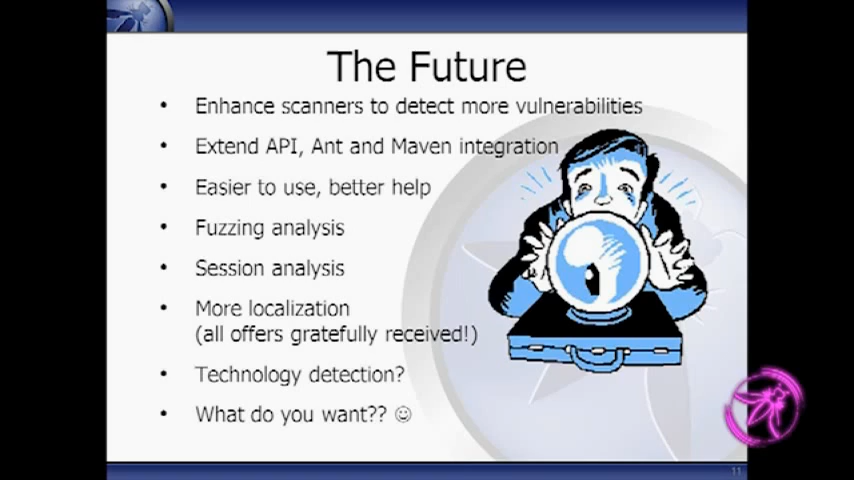 The Future
• Enhance scanners to detect more vulnerabilities
• Extend API, Ant and Maven integration
• Easier to use, better help
• Fuzzing analysis
• Session analysis
• More localization
(all offers gratefully received!)
• Technology detection?
• What do you want?? ☺
11